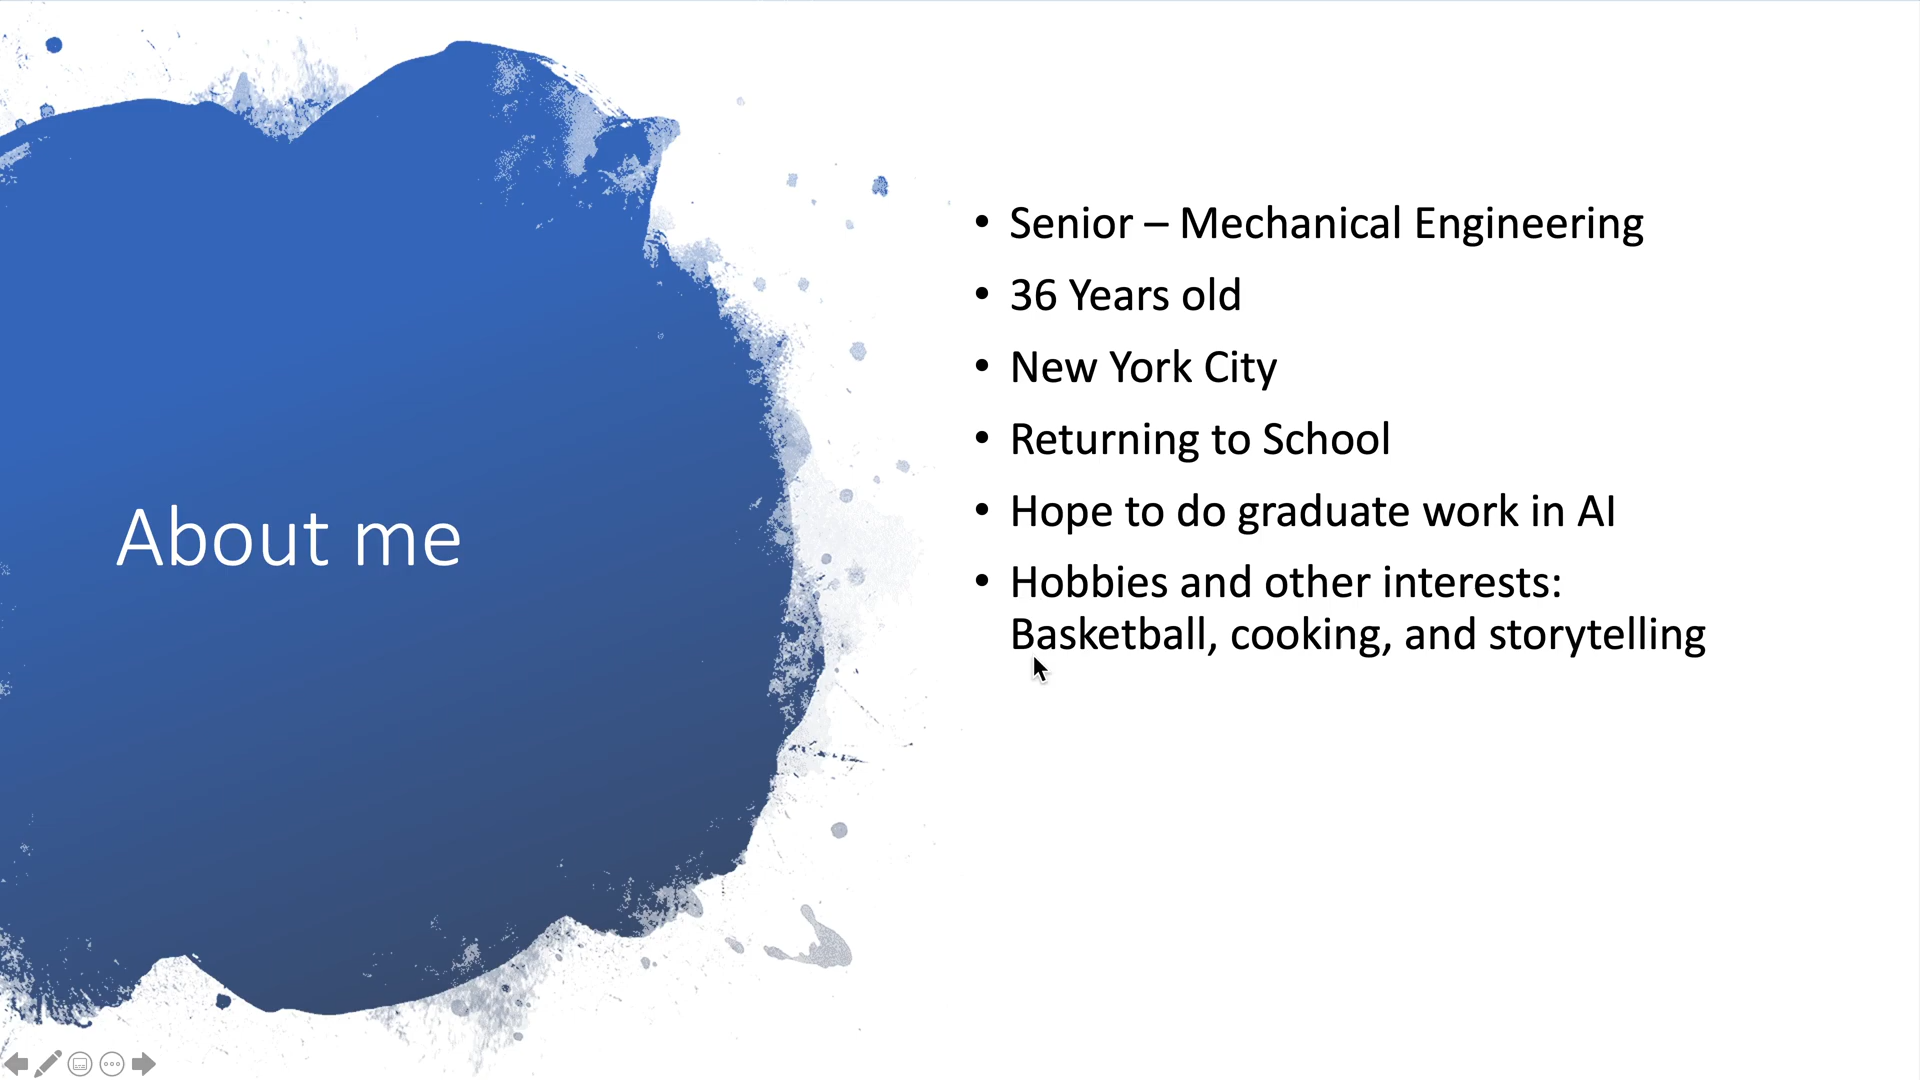 About me
• Senior – Mechanical Engineering
• 36 Years old
• New York City
• Returning to School
• Hope to do graduate work in AI
• Hobbies and other interests:
Basketball, cooking, and storytelling